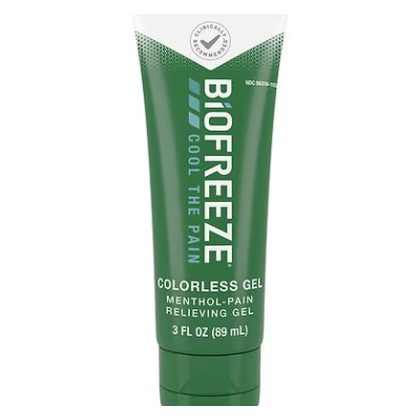 CLINICALLY
RECOMMENDED
BIOFREEZE®
COOL THE PAIN
COLORLESS GEL
MENTHOL-PAIN
RELIEVING GEL
3 FL OZ (89 mL)